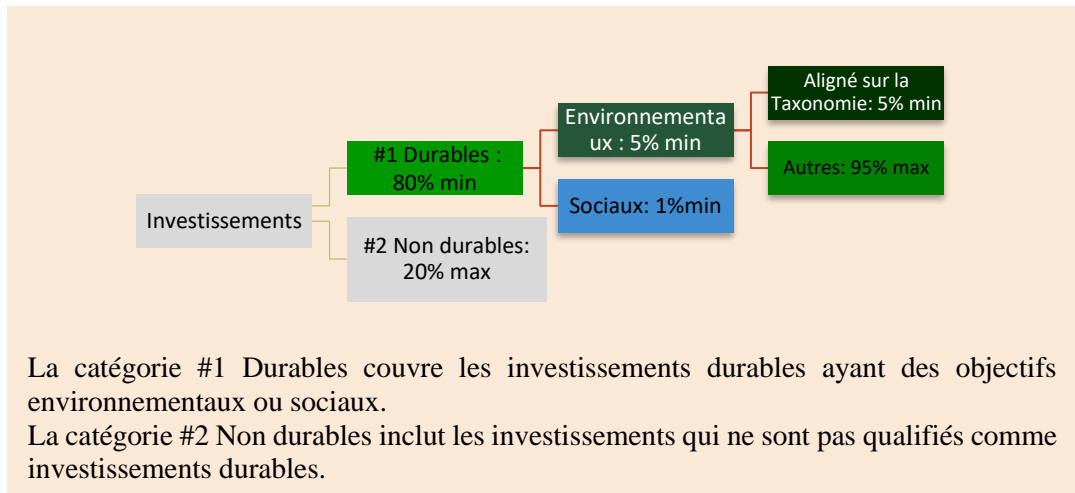 Investissements
#1 Durables :
80% min
#2 Non durables:
20% max
Environnementa
ux : 5% min
Sociaux: 1%min
Aligné sur la
Taxonomie: 5% min
Autres: 95% max
La catégorie #1 Durables couvre les investissements durables ayant des objectifs
environnementaux ou sociaux.
La catégorie #2 Non durables inclut les investissements qui ne sont pas qualifiés comme
investissements durables.